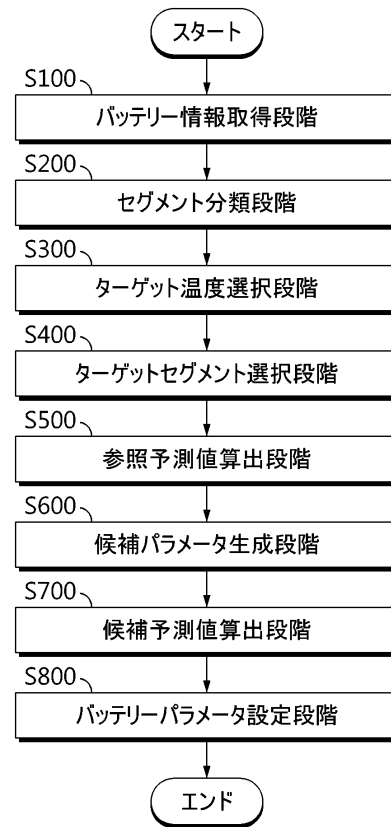 スタート
S100
バッテリー情報取得段階
S200
セグメント分類段階
S300
ターゲット温度選択段階
S400
ターゲットセグメント選択段階
S500
参照予測値算出段階
S600
候補パラメータ生成段階
S700
候補予測値算出段階
S800
バッテリーパラメータ設定段階
エンド